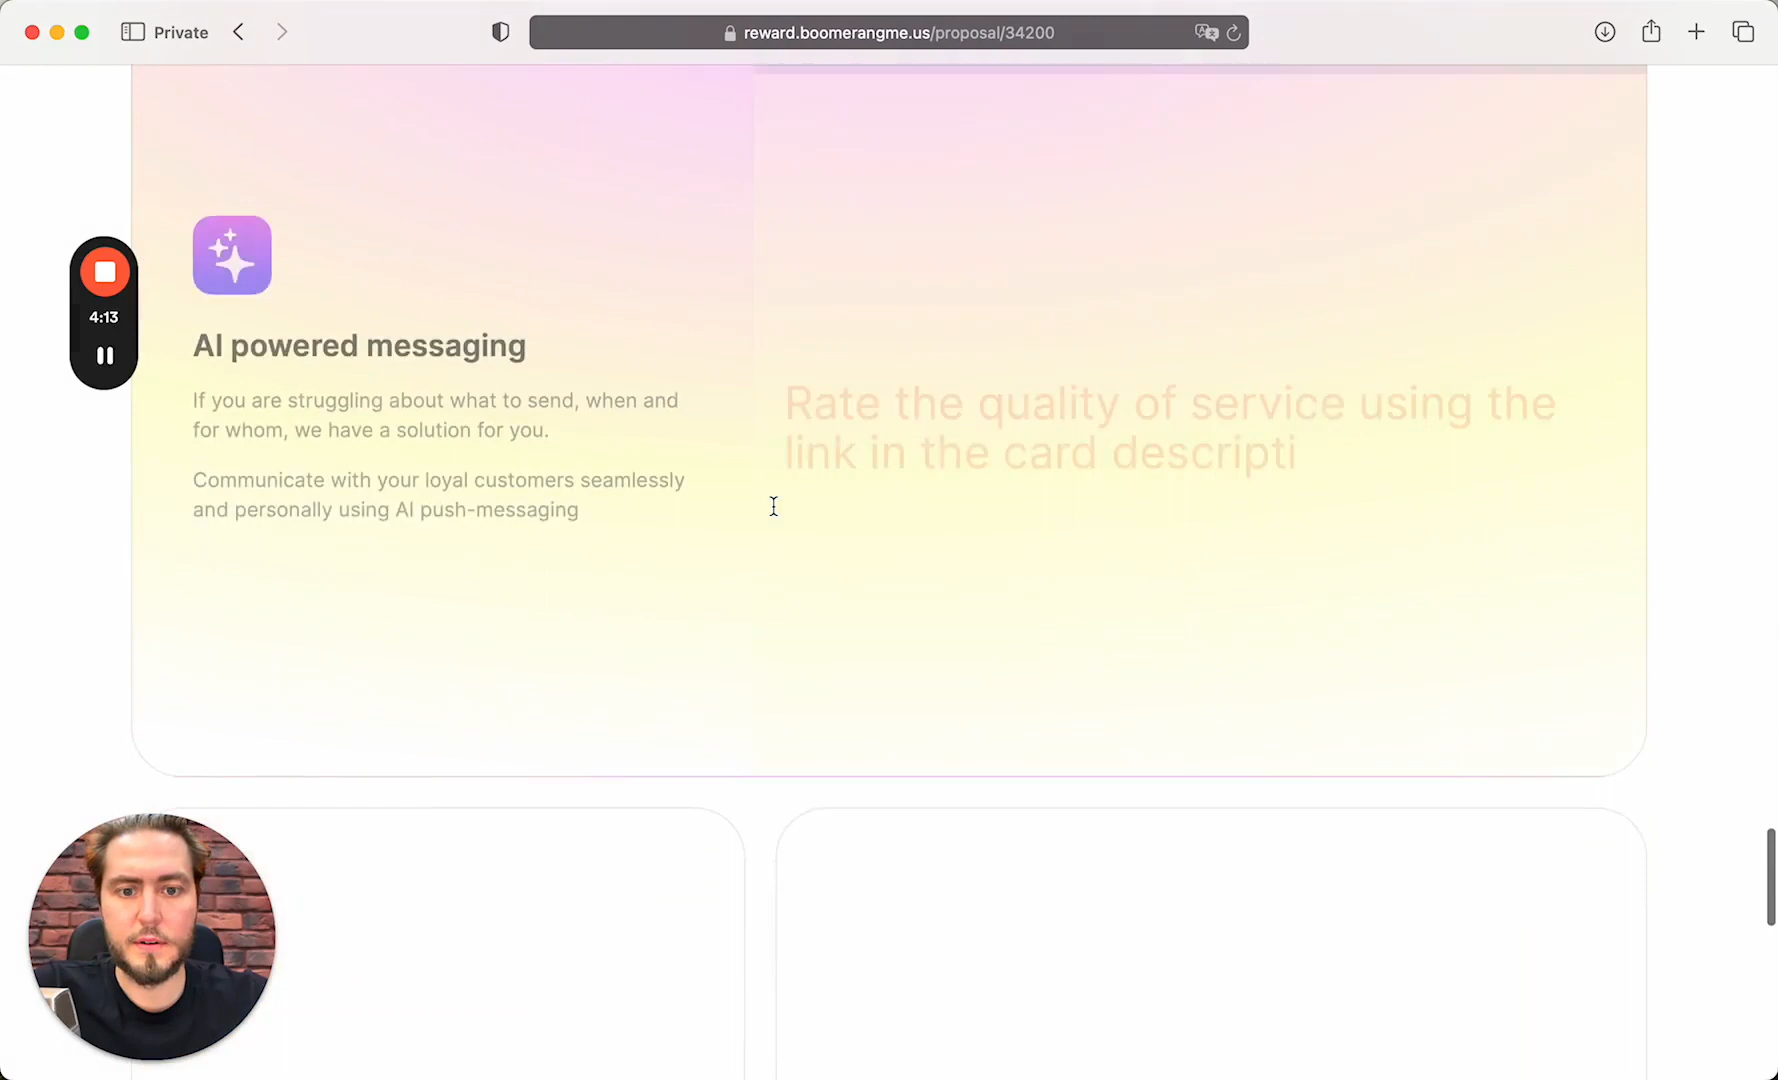 Private
reward.boomerangme.us/proposal/34200
4:13
AI powered messaging
If you are struggling about what to send, when and
for whom, we have a solution for you.
Communicate with your loyal customers seamlessly
and personally using AI push-messaging
Rate the quality of service using the
link in the card descripti